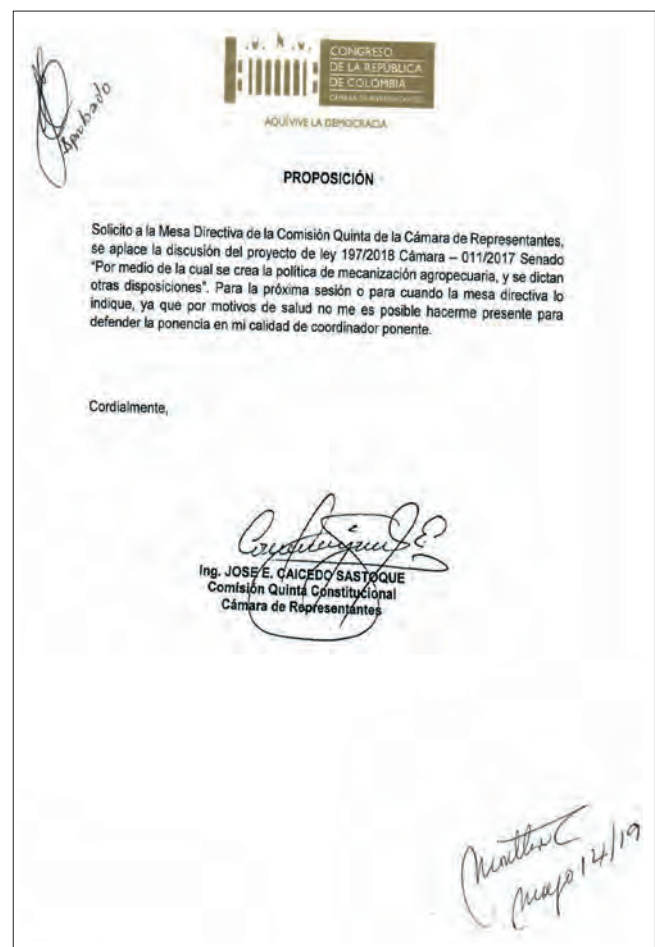 Aprobado
CONGRESO
DE LA REPÚBLICA
DE COLOMBIA
CÁMARA DE REPRESENTANTES
AQUÍVIVE LA DEMOCRACIA
PROPOSICIÓN
Solicito a la Mesa Directiva de la Comisión Quinta de la Cámara de Representantes,
se aplace la discusión del proyecto de ley 197/2018 Cámara – 011/2017 Senado
"Por medio de la cual se crea la política de mecanización agropecuaria, y se dictan
otras disposiciones". Para la próxima sesión o para cuando la mesa directiva lo
indique, ya que por motivos de salud no me es posible hacerme presente para
defender la ponencia en mi calidad de coordinador ponente.
Cordialmente,
Ing. JOSE E. CAICEDO SASTOQUE
Comisión Quinta Constitucional
Cámara de Representantes
mayo 14/19